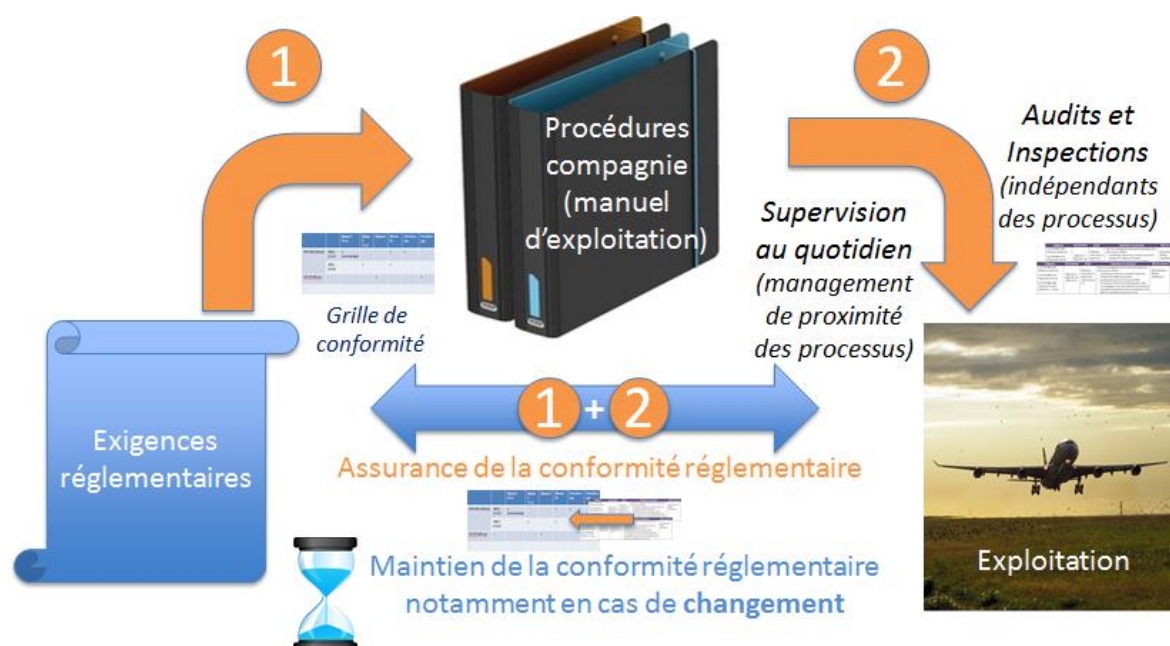 1
2
Procédures
compagnie
(manuel
d’exploitation)
Audits et
Inspections
(indépendants
des processus)
Supervision
au quotidien
(management
de proximité
des processus)
Grille de
conformité
Exigences
réglementaires
1 + 2
Assurance de la conformité réglementaire
Maintien de la conformité réglementaire
notamment en cas de changement
Exploitation